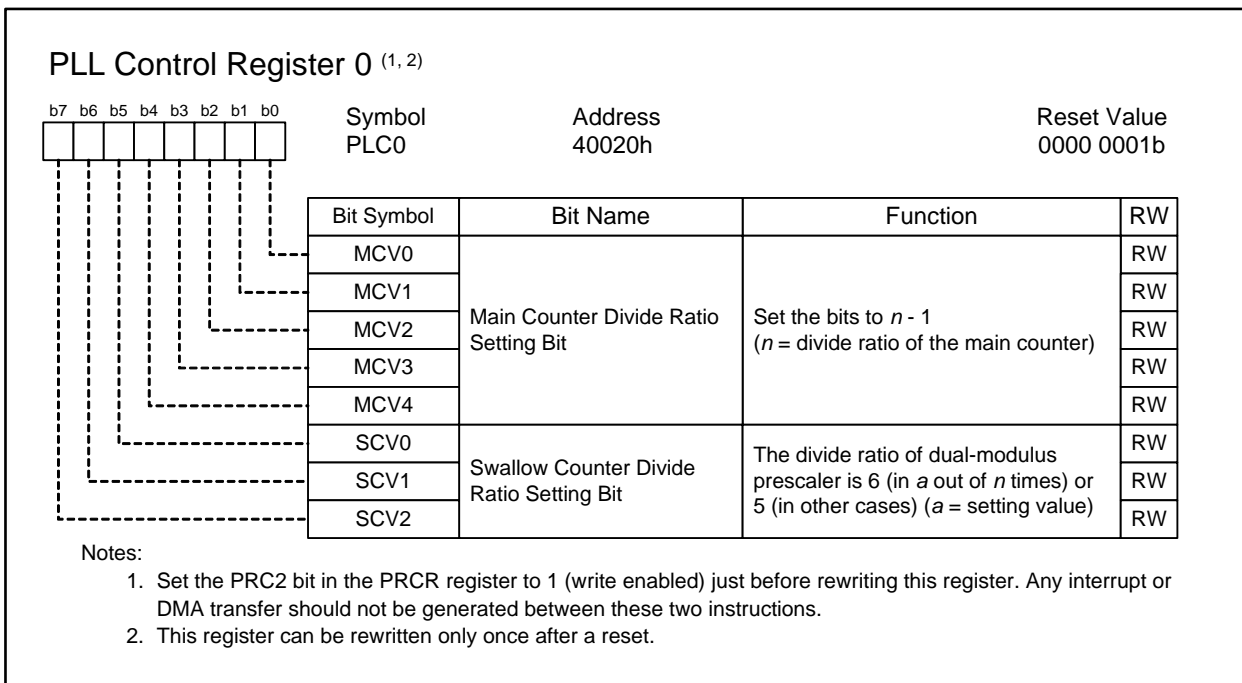 PLL Control Register 0 (1, 2)
b7 b6 b5 b4 b3 b2 b1 b0
Symbol Address Reset Value
PLC0 40020h 0000 0001b
Bit Symbol Bit Name Function RW
MCV0 RW
MCV1 RW
MCV2 RW
MCV3 RW
MCV4 RW
Main Counter Divide Ratio
Setting Bit
Set the bits to n - 1
(n = divide ratio of the main counter)
SCV0 RW
SCV1 RW
SCV2 RW
Swallow Counter Divide
Ratio Setting Bit
The divide ratio of dual-modulus
prescaler is 6 (in a out of n times) or
5 (in other cases) (a = setting value)
Notes:
1. Set the PRC2 bit in the PRCR register to 1 (write enabled) just before rewriting this register. Any interrupt or
DMA transfer should not be generated between these two instructions.
2. This register can be rewritten only once after a reset.